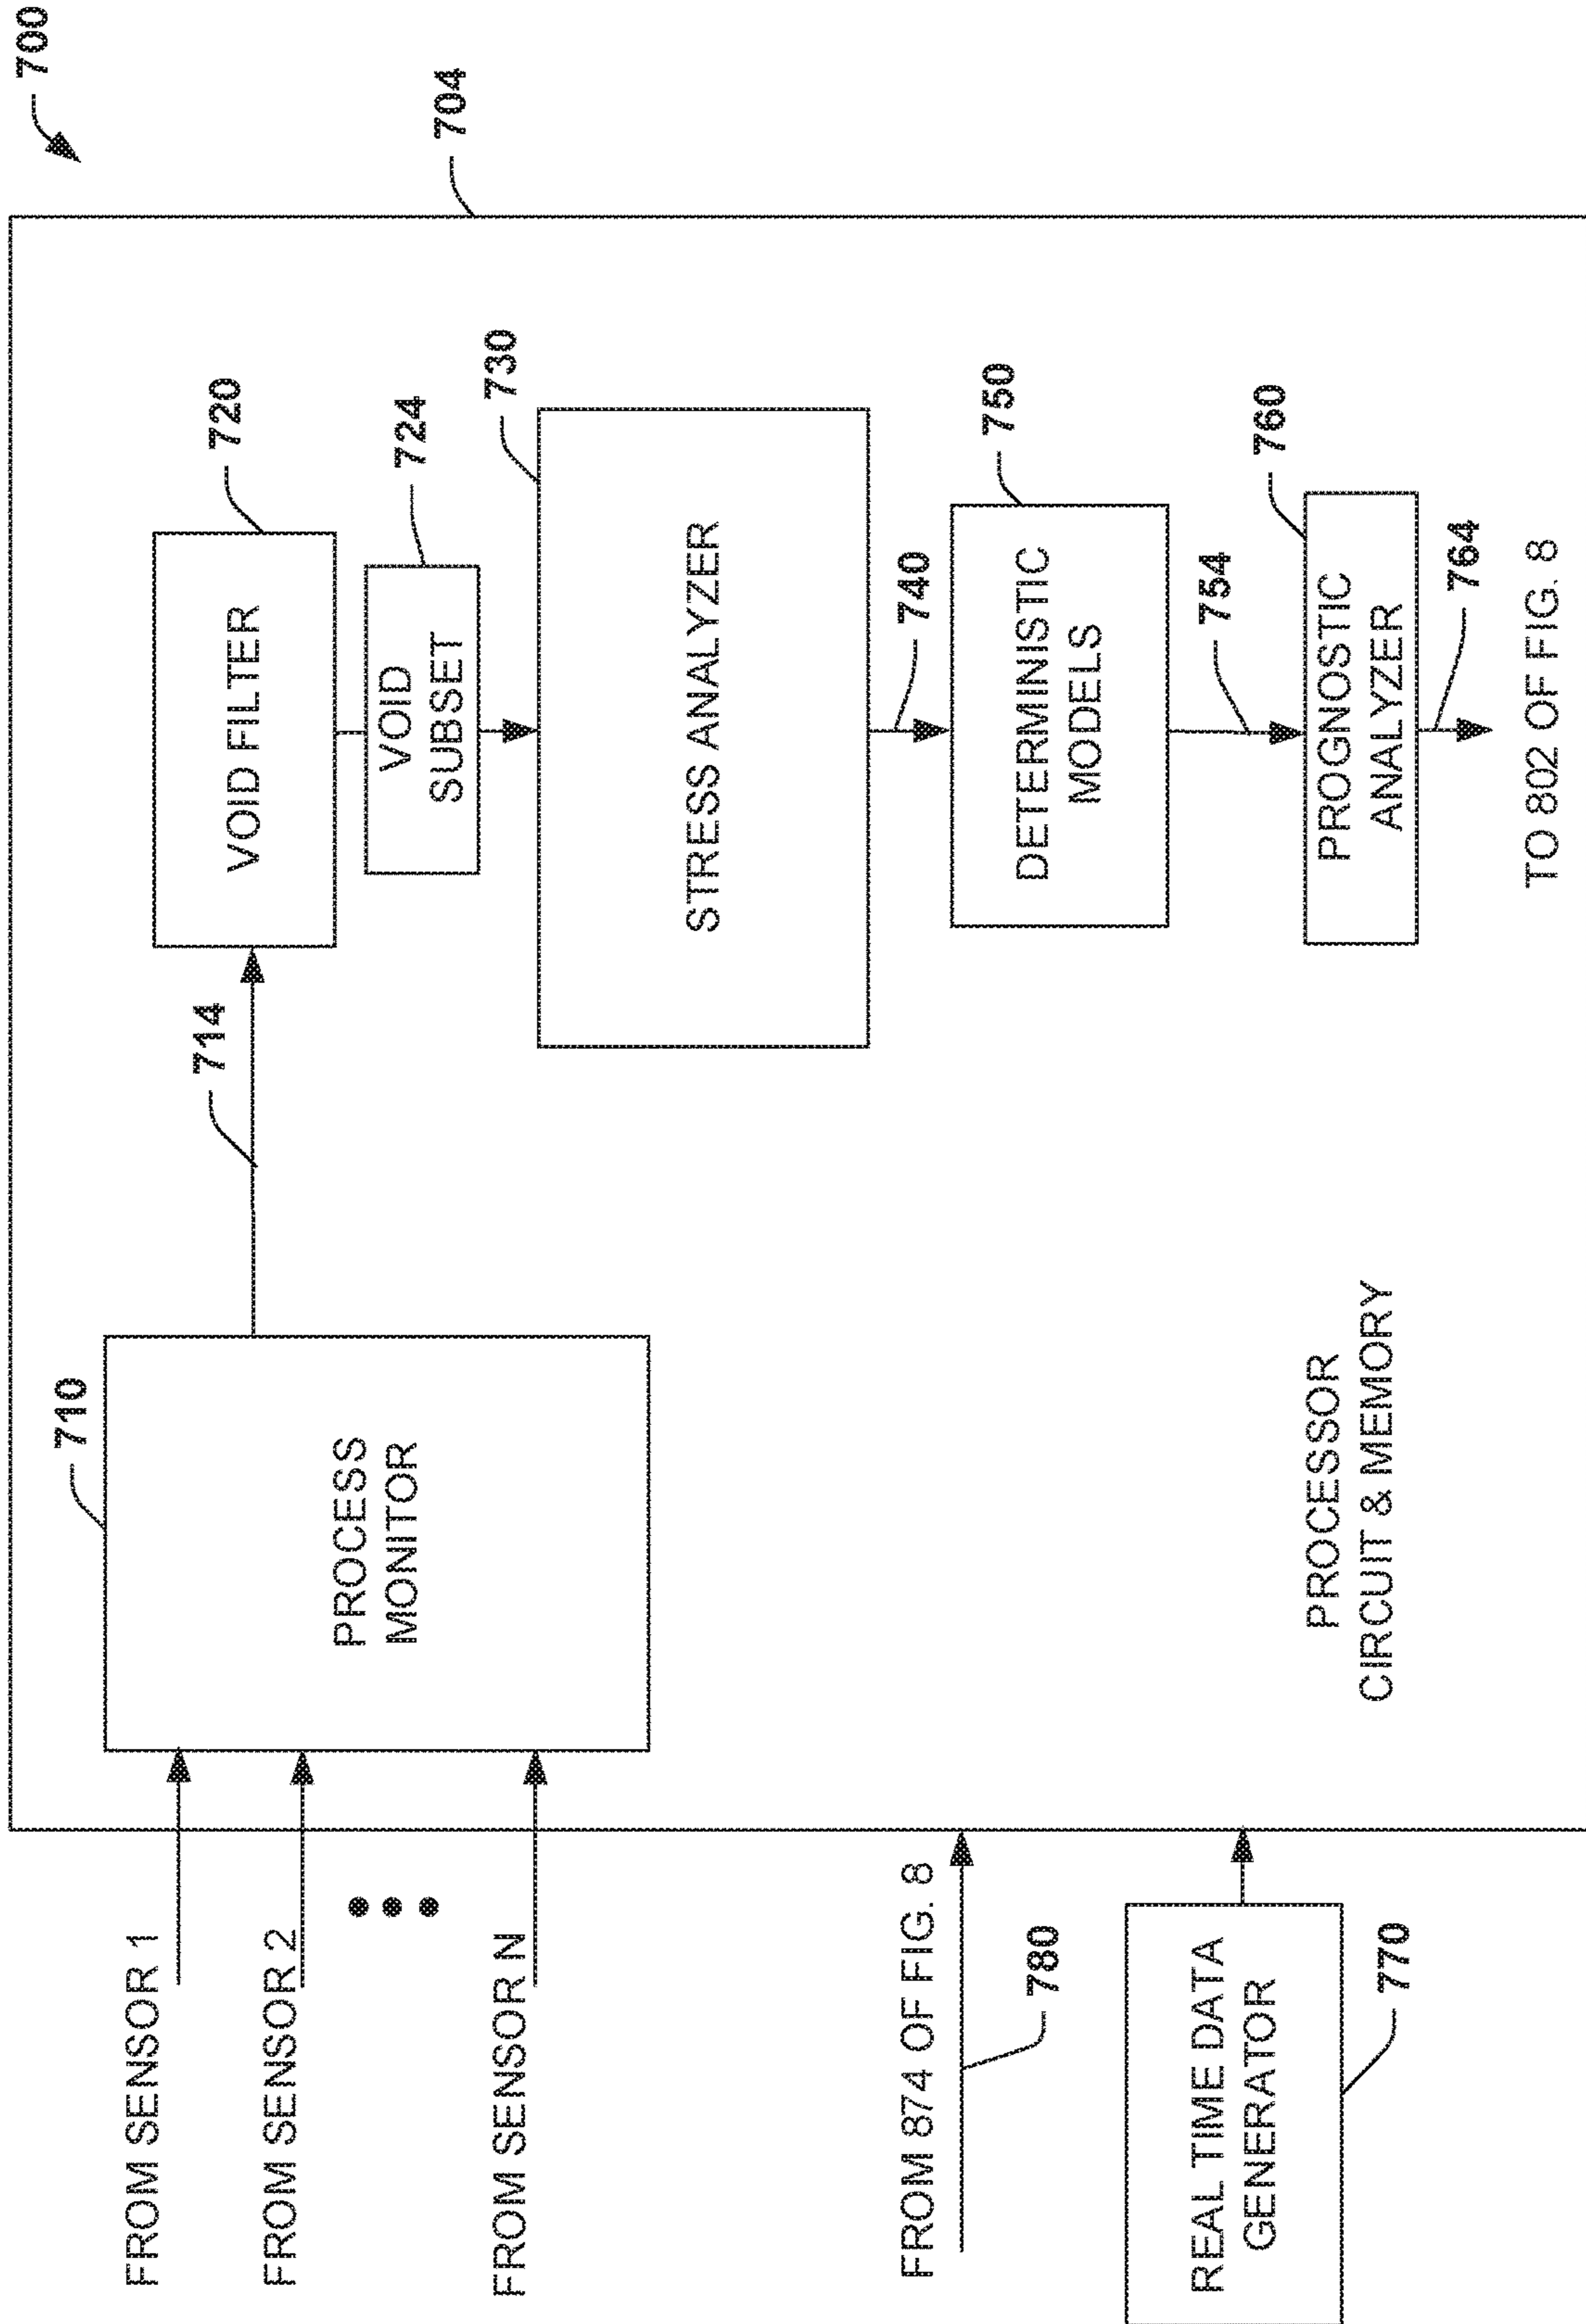 700
704
FROM SENSOR 1
FROM SENSOR 2
FROM SENSOR N
710
PROCESS
MONITOR
714
720
VOID FILTER
724
VOID
SUBSET
730
STRESS ANALYZER
740
750
DETERMINISTIC
MODELS
754
760
PROGNOSTIC
ANALYZER
764
TO 802 OF FIG. 8
FROM 874 OF FIG. 8
780
REAL TIME DATA
GENERATOR
770
PROCESSOR
CIRCUIT & MEMORY